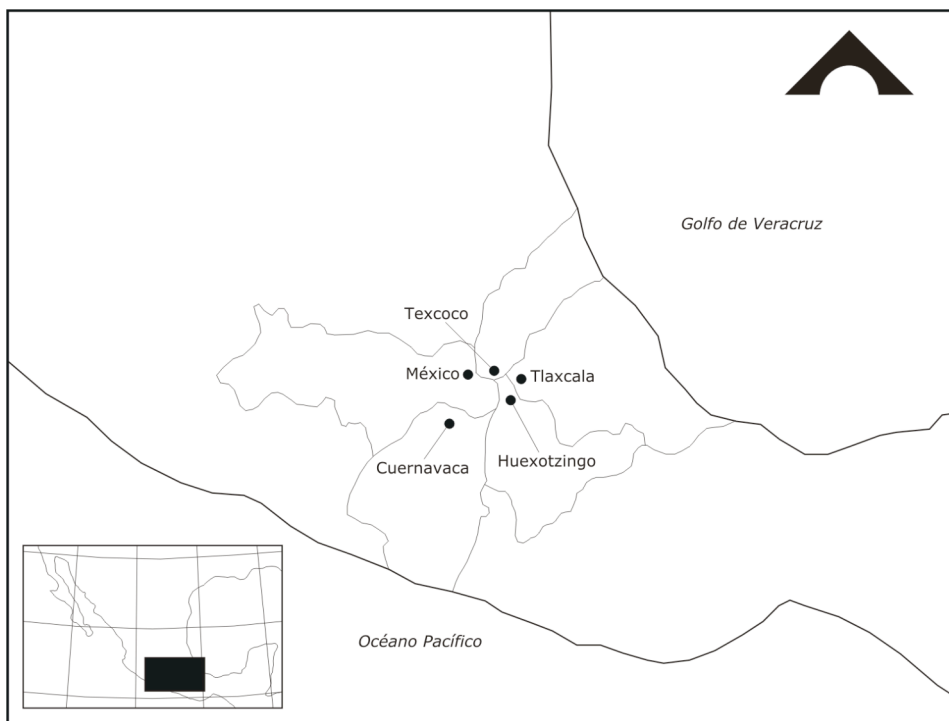 Golfo de Veracruz
Texcoco
México
Tlaxcala
Cuernavaca
Huexotzingo
Océano Pacífico